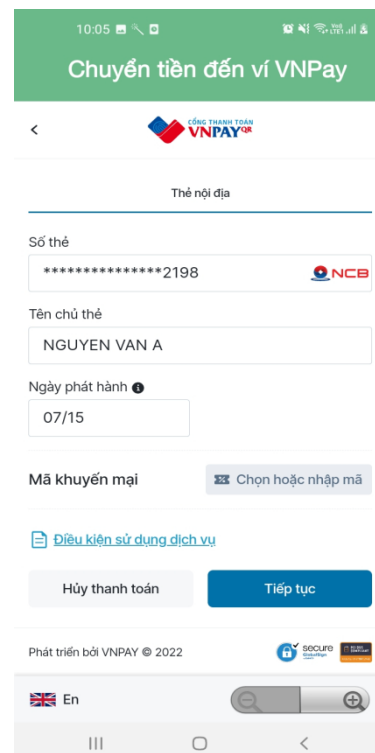 10:05
Chuyển tiền đến ví VNPay
CỔNG THANH TOÁN
VNPAYQR
Thẻ nội địa
Số thẻ
***************2198
NCB
Tên chủ thẻ
NGUYEN VAN A
Ngày phát hành
07/15
Mã khuyến mại
Chọn hoặc nhập mã
Điều kiện sử dụng dịch vụ
Hủy thanh toán
Tiếp tục
Phát triển bởi VNPAY © 2022
secure
GlobalSign
En